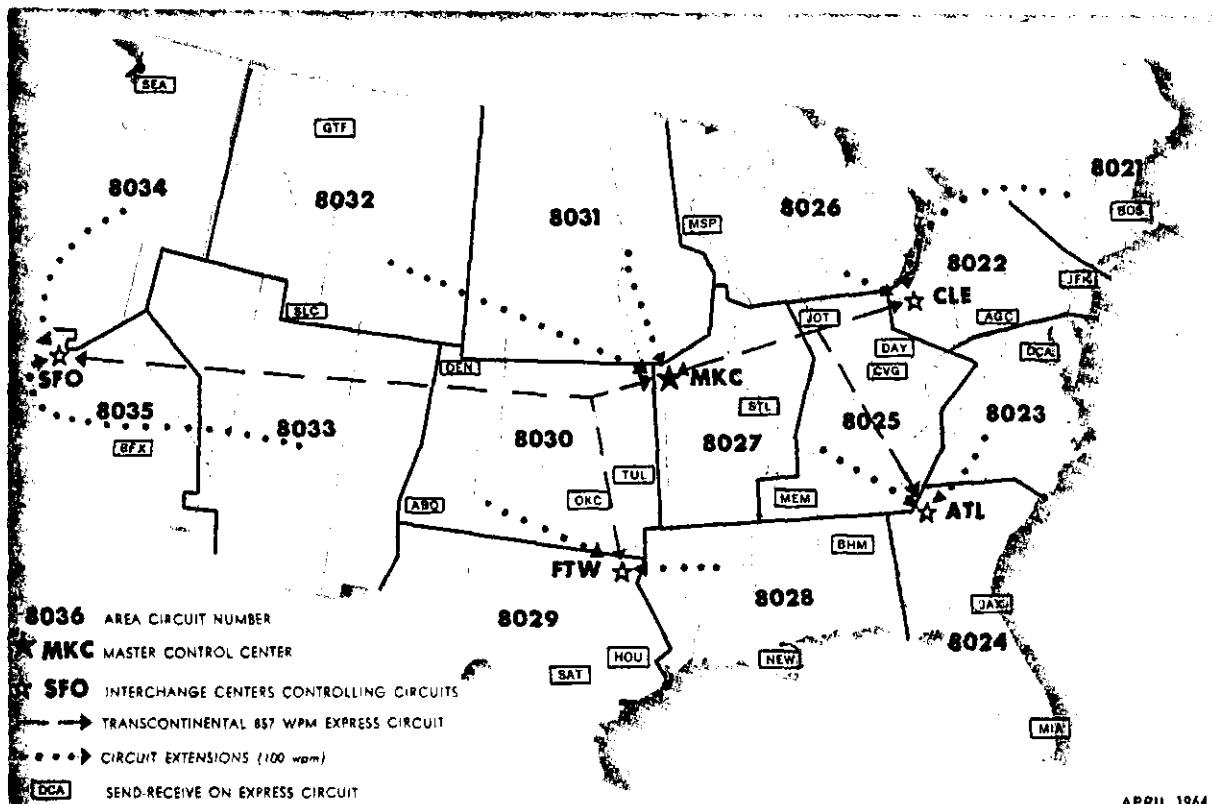 SEA
GTF
8034
8032
8031
MSP
8026
8021
BOS
8022
JFK
SLC
CLE
JOT
AGC
DCA
DAY
SFO
DEN
MKC
CVG
8035
8033
8030
STL
8027
8025
8023
BFX
TUL
ABQ
OKC
MEM
ATL
BHM
FTW
8036 AREA CIRCUIT NUMBER
8029
8028
JAX
8024
MKC MASTER CONTROL CENTER
HOU
NEW
SAT
SFO INTERCHANGE CENTERS CONTROLLING CIRCUITS
TRANSCONTINENTAL 857 WPM EXPRESS CIRCUIT
MIA
CIRCUIT EXTENSIONS (100 wpm)
DCA SEND-RECEIVE ON EXPRESS CIRCUIT
APRIL 1964